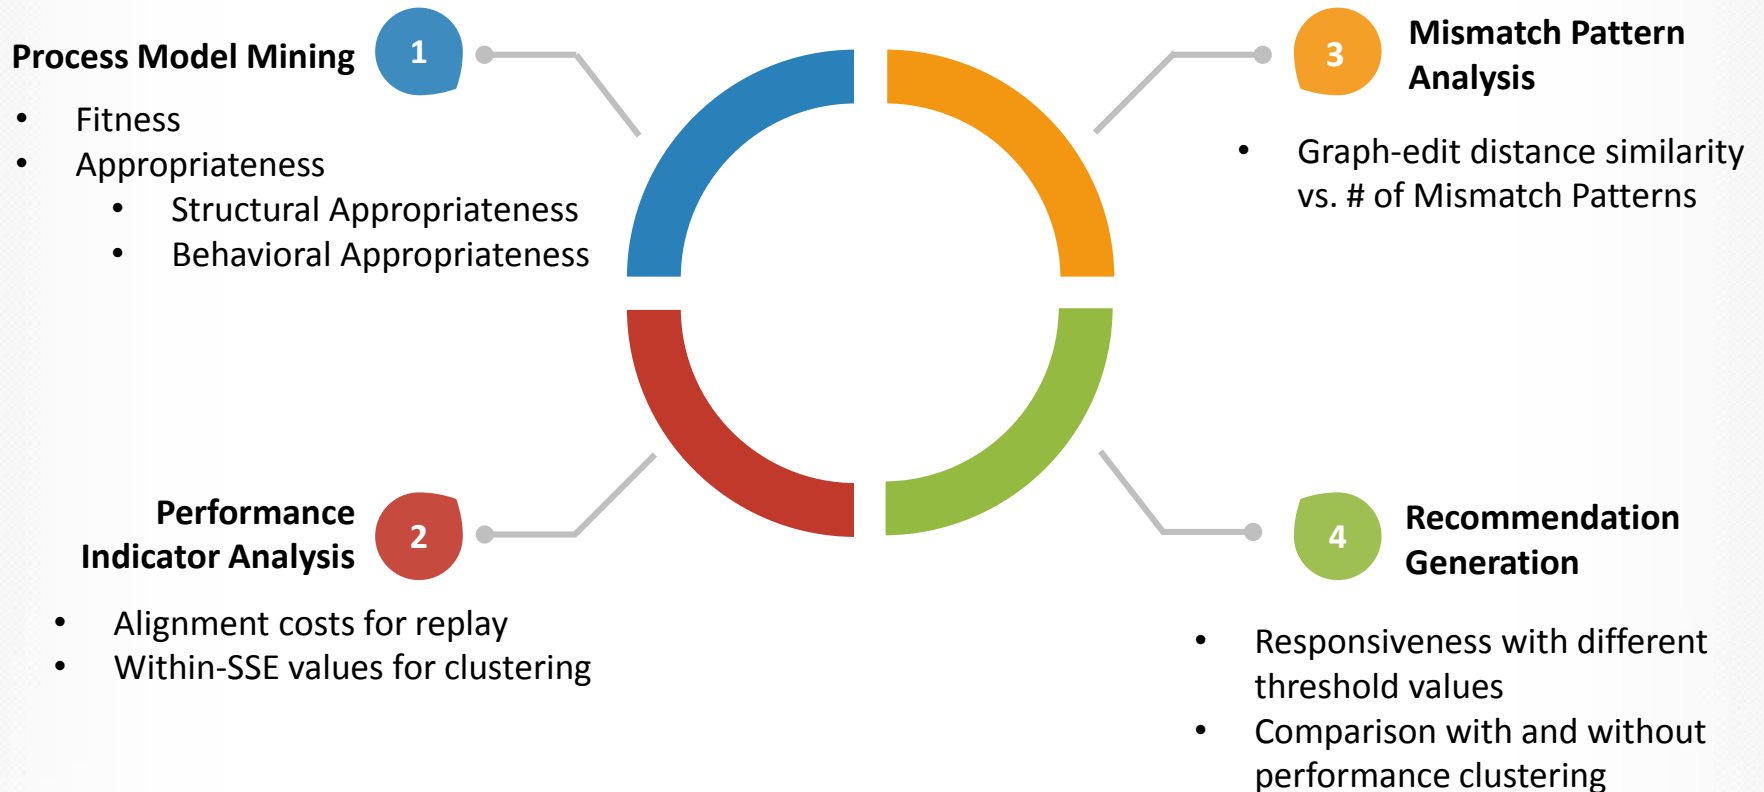 Process Model Mining
1
• Fitness
• Appropriateness
• Structural Appropriateness
• Behavioral Appropriateness
Performance
Indicator Analysis
2
• Alignment costs for replay
• Within-SSE values for clustering
3
Mismatch Pattern
Analysis
• Graph-edit distance similarity
vs. # of Mismatch Patterns
4
Recommendation
Generation
• Responsiveness with different
threshold values
• Comparison with and without
performance clustering